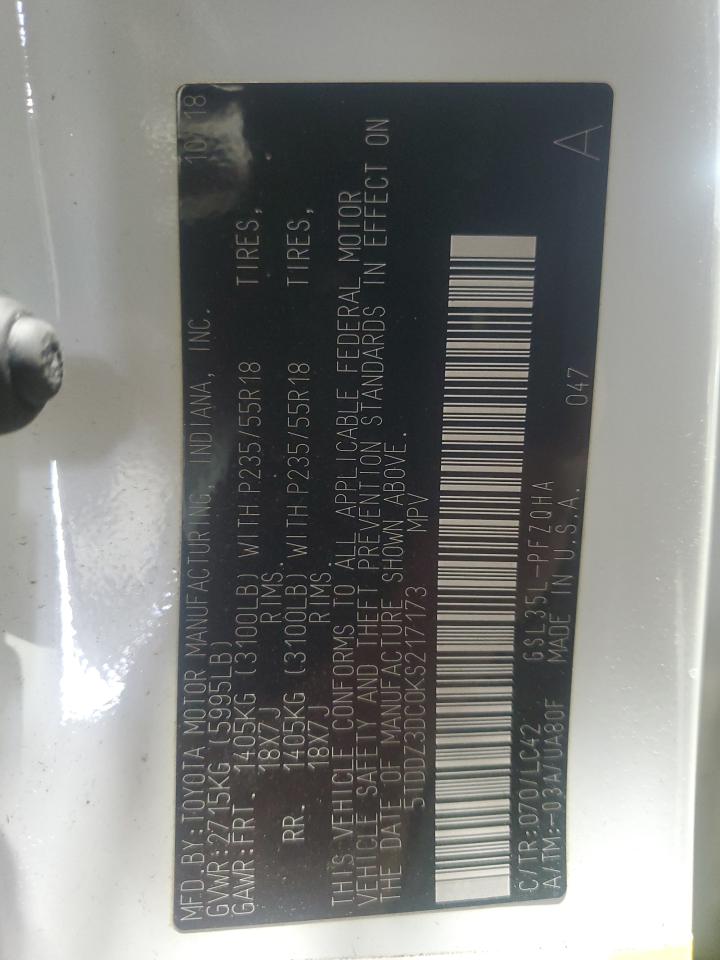 MFD.BY:TOYOTA MOTOR MANUFACTURING INDIANA, INC. 10/18
GVWR:2715KG (5995LB)
GAWR:FRT. 1405KG (3100LB) WITH P235/55R18 TIRES,
18X7J RIMS.
RR. 1405KG (3100LB) WITH P235/55R18 TIRES,
18X7J RIMS.
THIS VEHICLE CONFORMS TO ALL APPLICABLE FEDERAL MOTOR
VEHICLE SAFETY AND THEFT PREVENTION STANDARDS IN EFFECT ON
THE DATE OF MANUFACTURE SHOWN ABOVE.
5TDDZ3DC0KS217173 MPV
C/TR:070/LC42 GSL35L-PFZQHA
A/TM:-03A/UA80F MADE IN U.S.A. 047
A